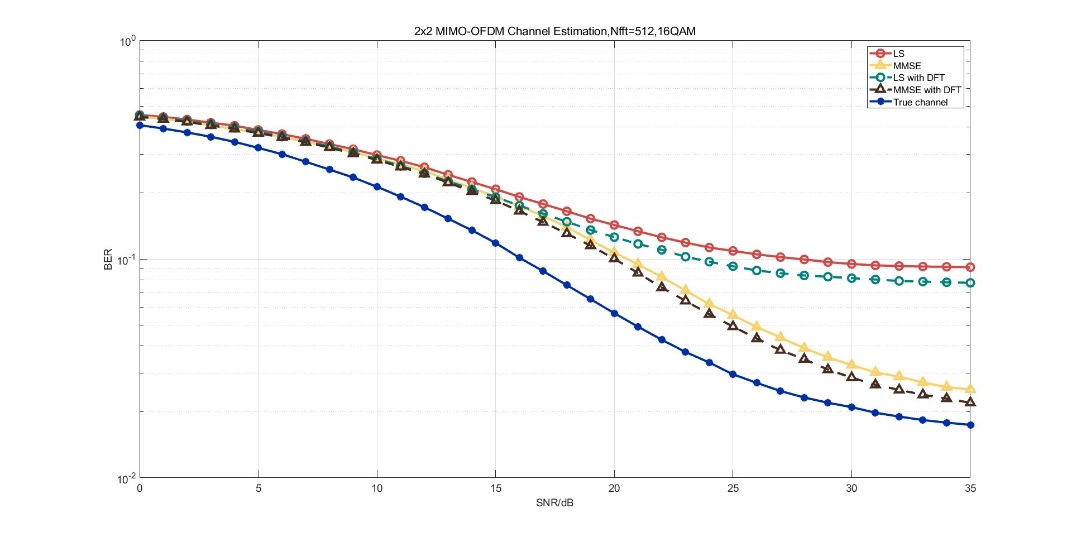 2x2 MIMO-OFDM Channel Estimation,Nfft=512,16QAM
LS
MMSE
LS with DFT
MMSE with DFT
True channel
10^0
10^-1
10^-2
BER
0 5 10 15 20 25 30 35
SNR/dB